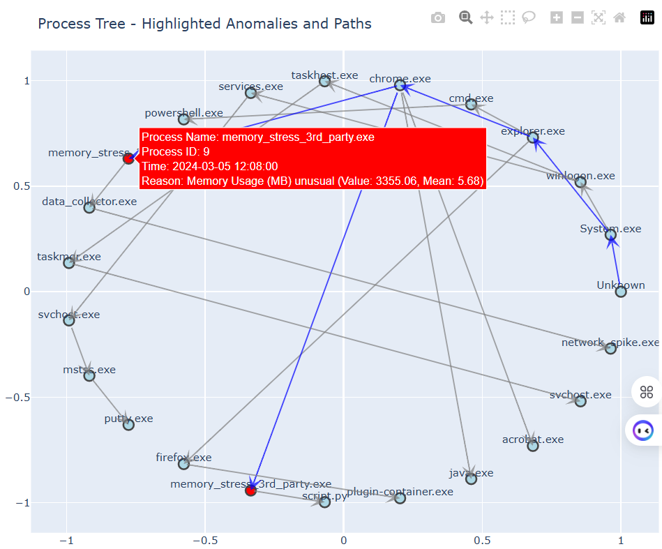 Process Tree - Highlighted Anomalies and Paths
taskhost.exe
chrome.exe
services.exe
cmd.exe
powershell.exe
explorer.exe
Process Name: memory_stress_3rd_party.exe
Process ID: 9
Time: 2024-03-05 12:08:00
Reason: Memory Usage (MB) unusual (Value: 3355.06, Mean: 5.68)
memory_stress
winlogon.exe
data_collector.exe
System.exe
taskmgr.exe
Unknown
svchost.exe
network_spike.exe
mstsc.exe
svchost.exe
putty.exe
acrobat.exe
firefox.exe
java.exe
memory_stress_3rd_party.exe
script.py
plugin-container.exe
1
0.5
0
−0.5
−1
−1
−0.5
0
0.5
1